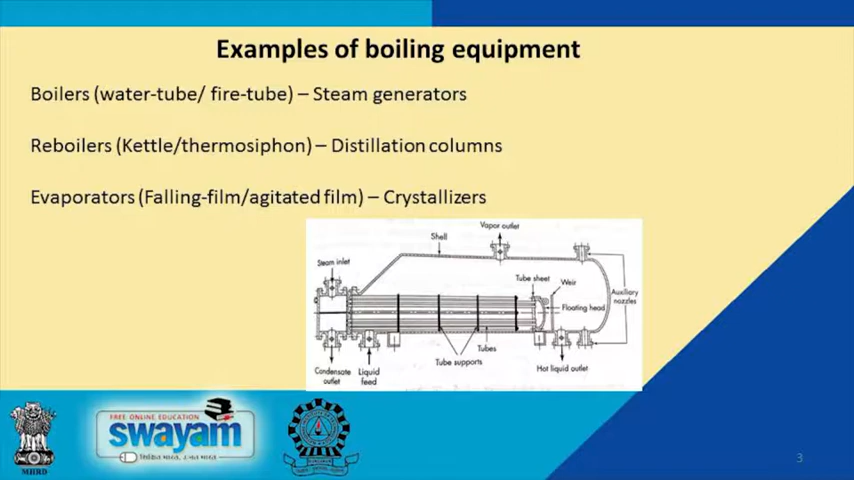 Examples of boiling equipment
Boilers (water-tube/ fire-tube) – Steam generators
Reboilers (Kettle/thermosiphon) – Distillation columns
Evaporators (Falling-film/agitated film) – Crystallizers
Vapor outlet
Shell
Steam inlet
Tube sheet
Weir
Auxiliary
nozzles
Floating head
Tubes
Tube supports
Condensate
outlet
Liquid
feed
Hot liquid outlet
FREE ONLINE EDUCATION
swayam
MHRD
3